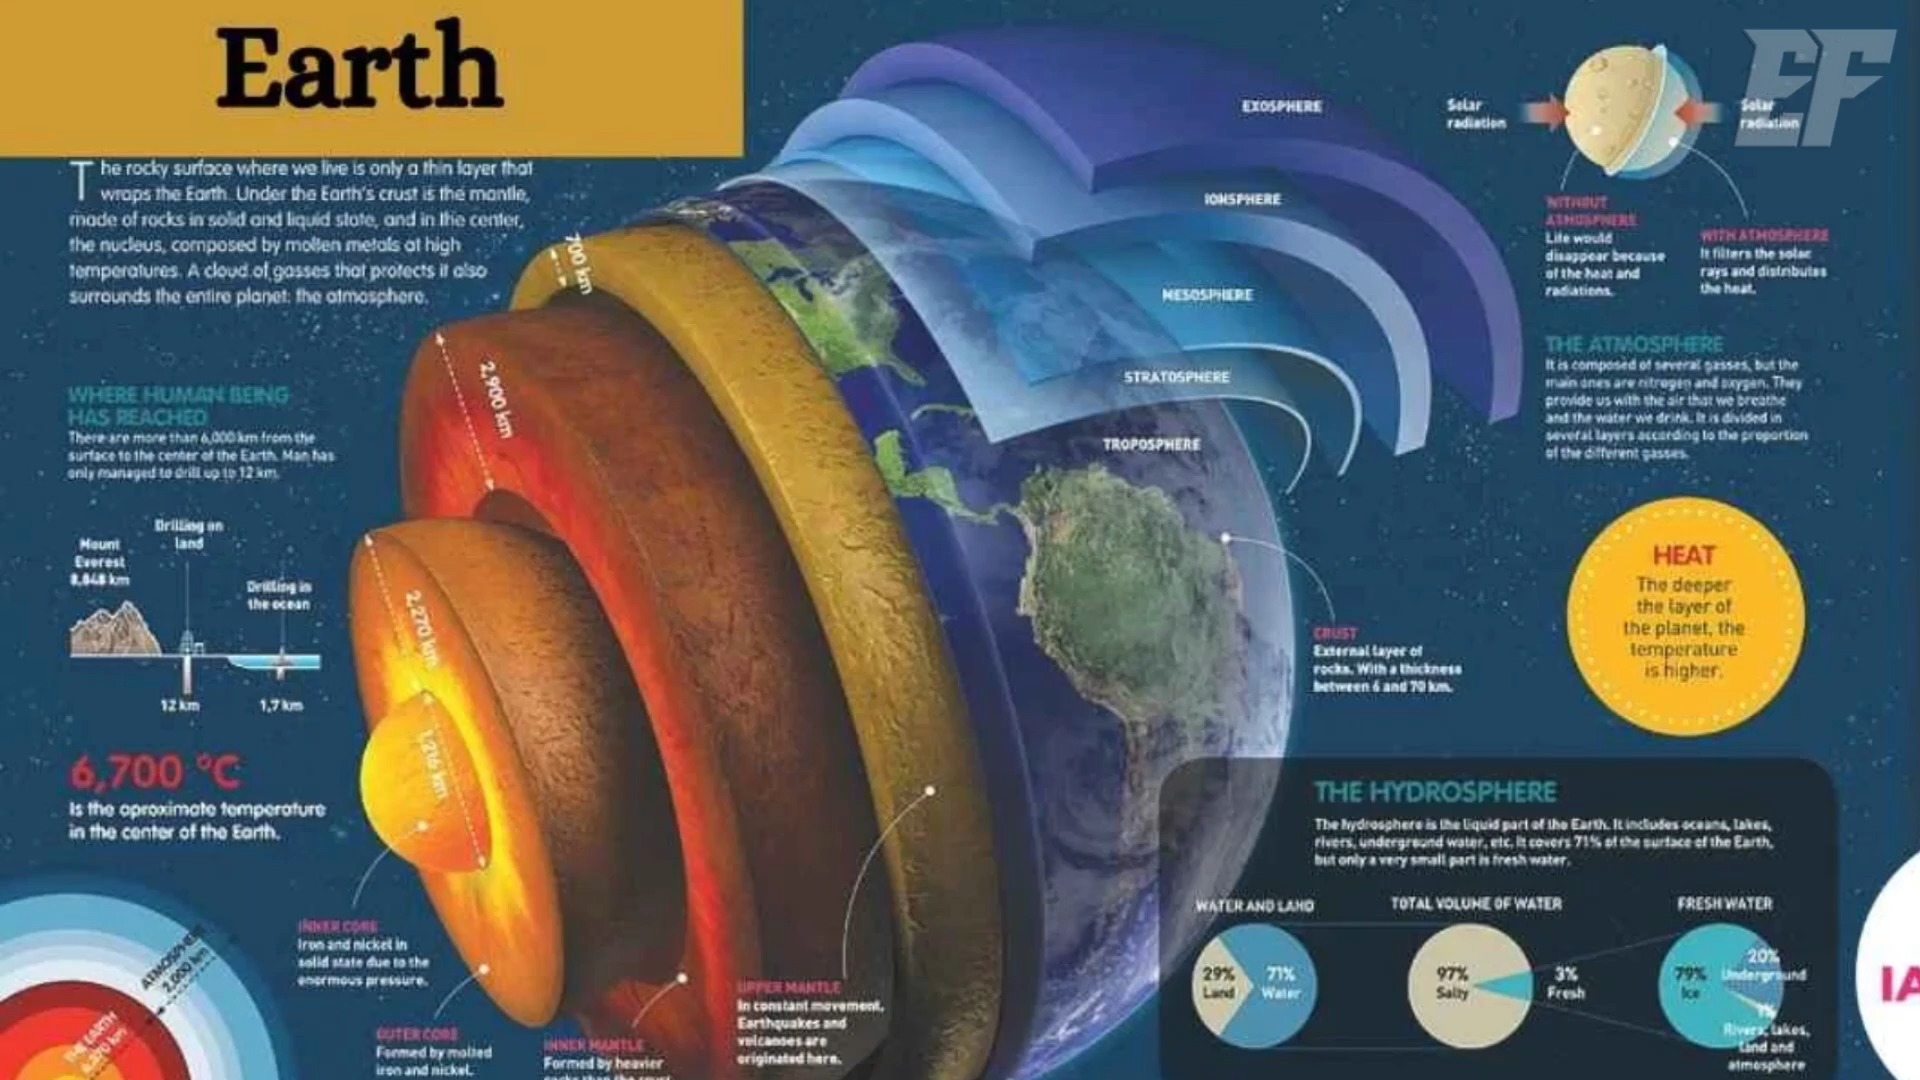 Earth
The rocky surface where we live is only a thin layer that
wraps the Earth. Under the Earth's crust is the mantle,
made of rocks in solid and liquid state, and in the center,
the nucleus, composed by molten metals at high
temperatures. A cloud of gasses that protects it also
surrounds the entire planet: the atmosphere.
WHERE HUMAN BEING
HAS REACHED
There are more than 6,000 km from the
surface to the center of the Earth. Man has
only managed to drill up to 12 km.
Mount
Everest
8,848 km
Drilling on
land
Drilling in
the ocean
12 km
1,7 km
6,700 °C
Is the aproximate temperature
in the center of the Earth.
ATMOSPHERE
2,000 km
THE EARTH
6,370 km
700 km
2,900 km
2,270 km
1,216 km
INNER CORE
Iron and nickel in
solid state due to the
enormous pressure.
OUTER CORE
Formed by molted
iron and nickel.
INNER MANTLE
Formed by heavier
rocks than the crust
UPPER MANTLE
In constant movement.
Earthquakes and
volcanoes are
originated here.
EXOSPHERE
IONSPHERE
MESOSPHERE
STRATOSPHERE
TROPOSPHERE
CRUST
External layer of
rocks. With a thickness
between 6 and 70 km.
Solar
radiation
Solar
radiation
EF
WITHOUT
ATMOSPHERE
Life would
disappear because
of the heat and
radiations.
WITH ATMOSPHERE
It filters the solar
rays and distributes
the heat.
THE ATMOSPHERE
It is composed of several gasses, but the
main ones are nitrogen and oxygen. They
provide us with the air that we breathe
and the water we drink. It is divided in
several layers according to the proportion
of the different gasses.
HEAT
The deeper
the layer of
the planet, the
temperature
is higher.
THE HYDROSPHERE
The hydrosphere is the liquid part of the Earth. It includes oceans, lakes,
rivers, underground water, etc. It covers 71% of the surface of the Earth,
but only a very small part is fresh water.
WATER AND LAND
29%
Land
71%
Water
TOTAL VOLUME OF WATER
97%
Salty
3%
Fresh
FRESH WATER
79%
Ice
20%
Underground
1%
Rivers, lakes,
land and
atmosphere
IA